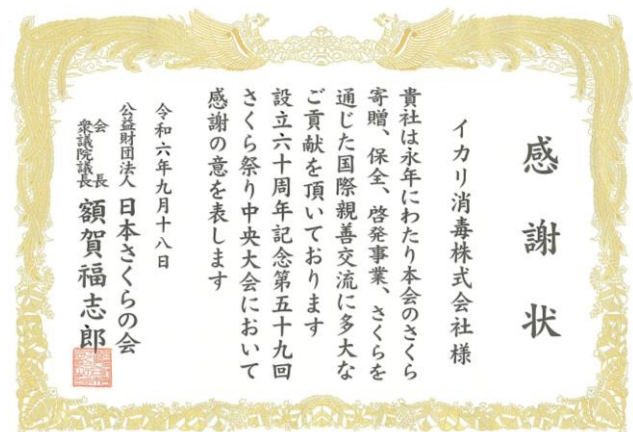 感謝状
イカリ消毒株式会社様
貴社は永年にわたり本会のさくら
寄贈、保全、啓発事業、さくらを
通じた国際親善交流に多大な
ご貢献を頂いております
設立六十周年記念第五十九回
さくら祭り中央大会において
感謝の意を表します
令和六年九月十八日
公益財団法人 日本さくらの会
会長
衆議院議長 額賀福志郎